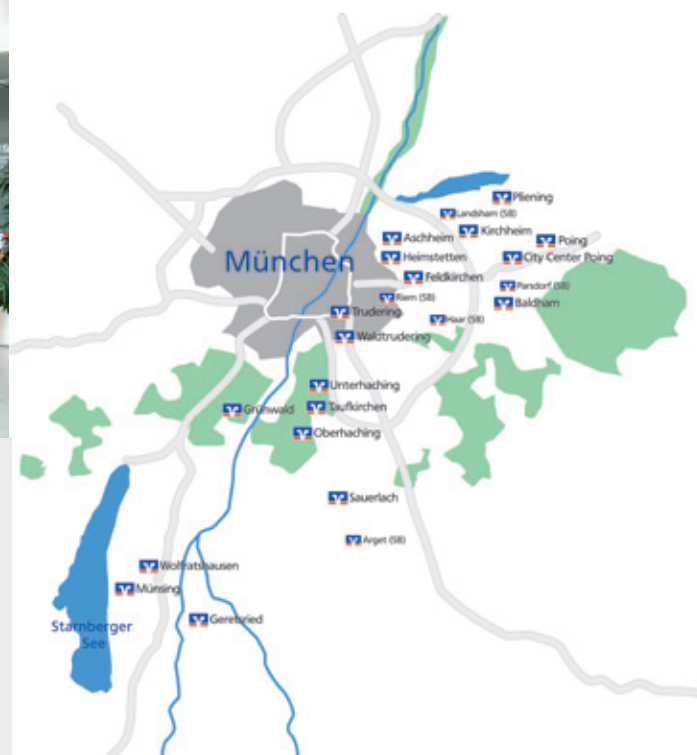 Pliening
Landsham (SB)
Kirchheim
Aschheim
Poing
Heimstetten
City Center Poing
München
Feldkirchen
Parsdorf (SB)
Riem (SB)
Baldham
Trudering
Haar (SB)
Waldtrudering
Unterhaching
Grünwald
Taufkirchen
Oberhaching
Sauerlach
Arget (SB)
Wolfratshausen
Münsing
Geretsried
Starnberger
See